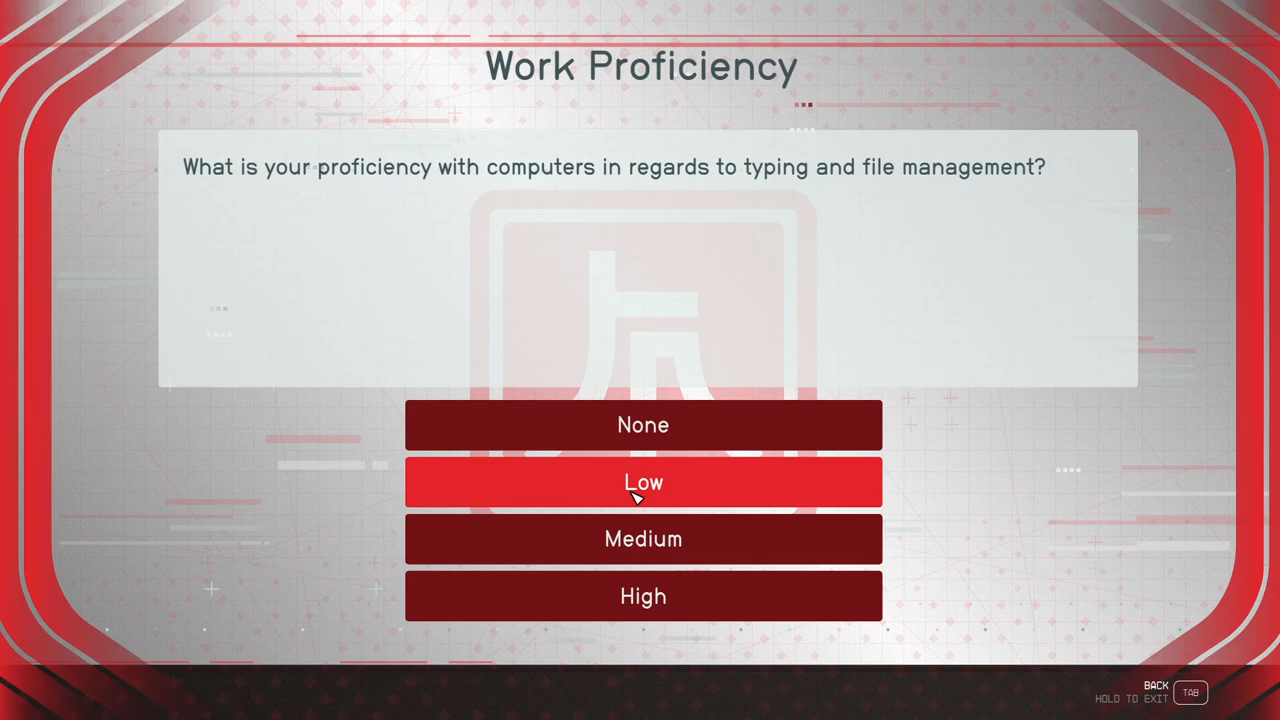 Work Proficiency
What is your proficiency with computers in regards to typing and file management?
None
Low
Medium
High
BACK
HOLD TO EXIT TAB